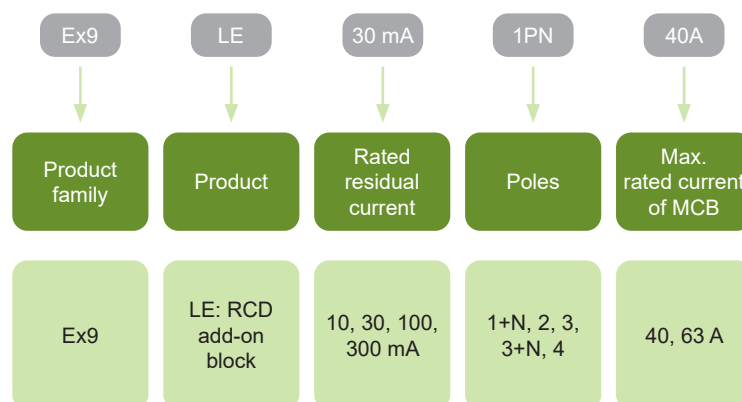 Ex9
LE
30 mA
1PN
40A
Product
family
Product
Rated
residual
current
Poles
Max.
rated current
of MCB
Ex9
LE: RCD
add-on
block
10, 30, 100,
300 mA
1+N, 2, 3,
3+N, 4
40, 63 A